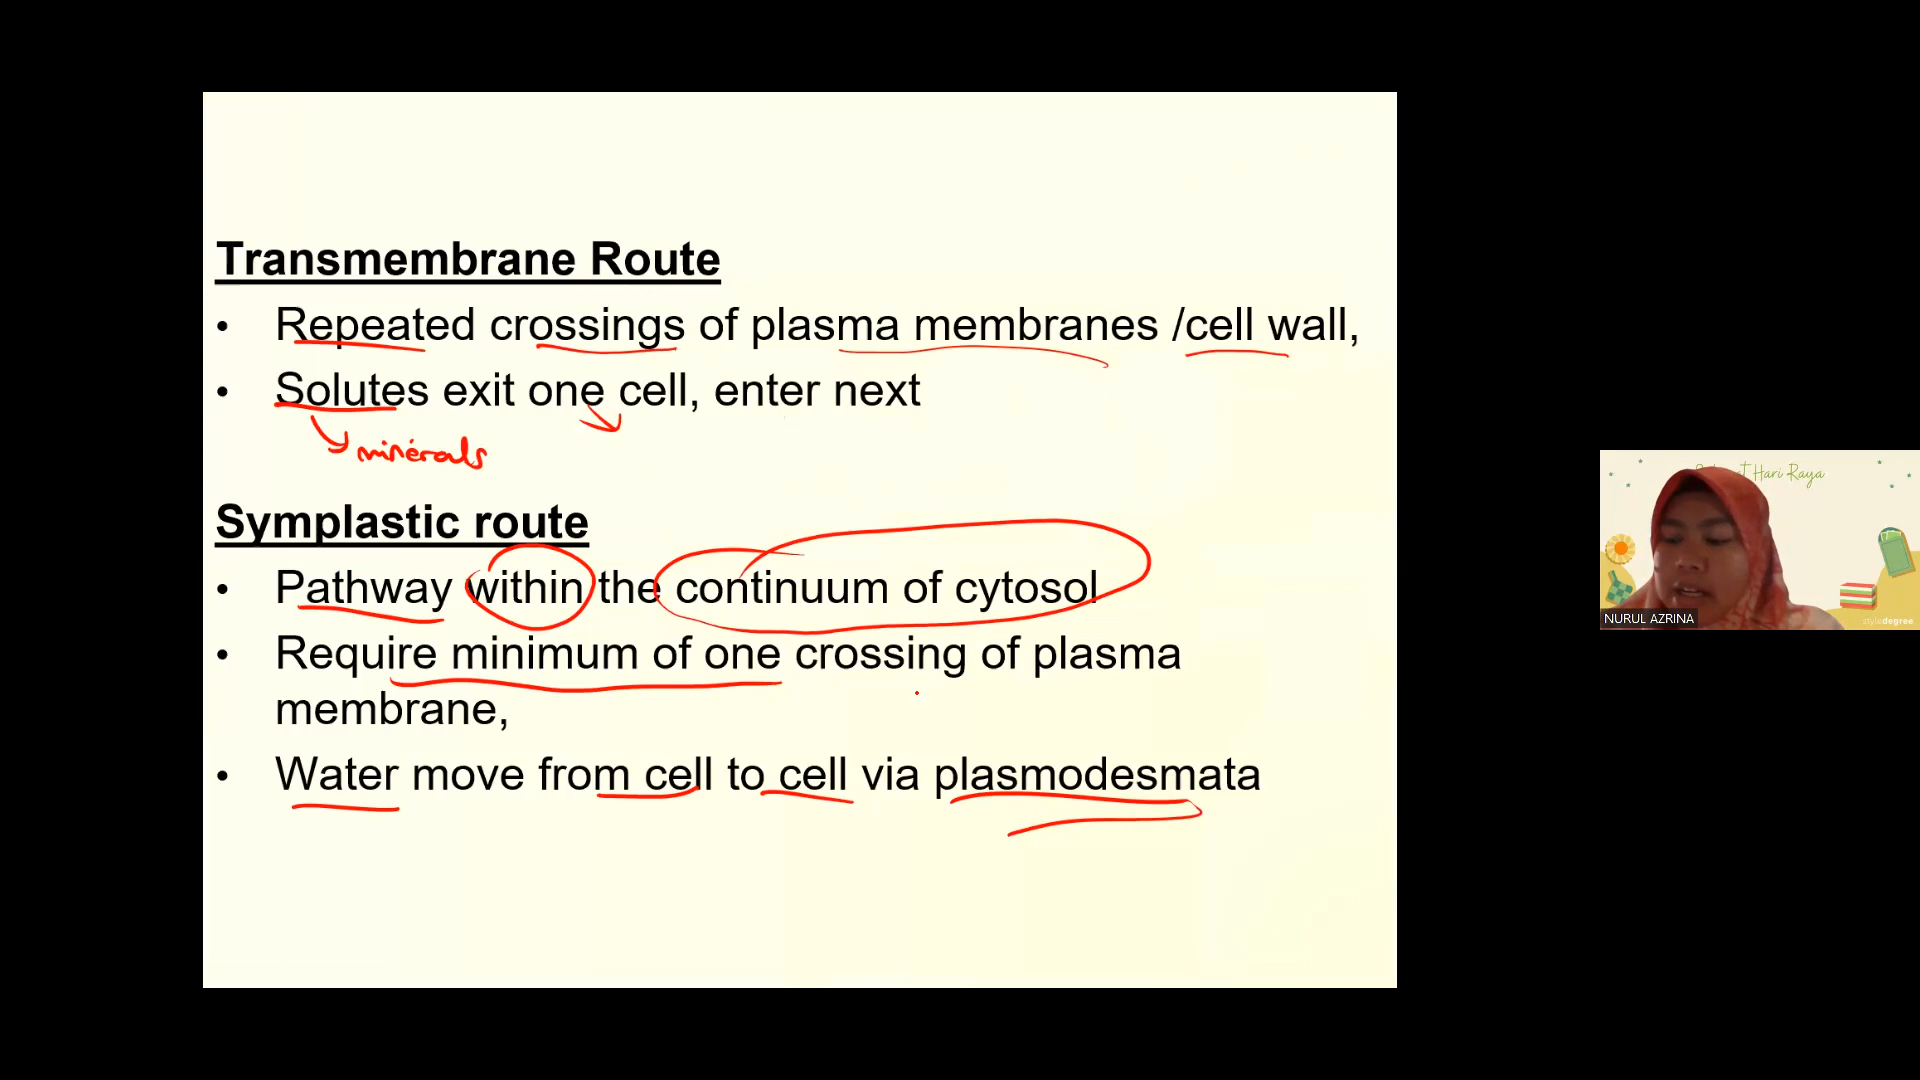 Transmembrane Route
• Repeated crossings of plasma membranes /cell wall,
• Solutes exit one cell, enter next
minerals
Symplastic route
• Pathway within the continuum of cytosol
• Require minimum of one crossing of plasma
membrane,
• Water move from cell to cell via plasmodesmata
Hari Raya
NURUL AZRINA
styledegree